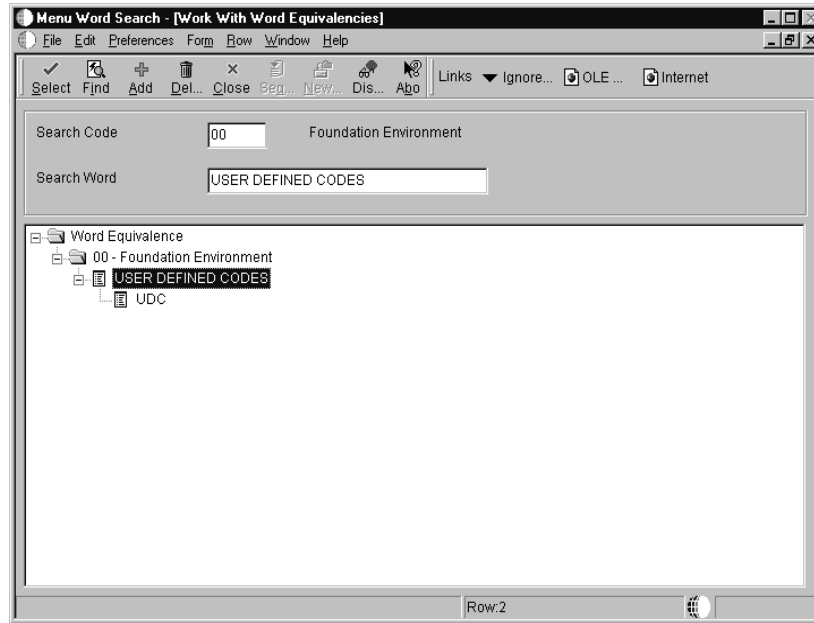 Menu Word Search - [Work With Word Equivalencies]
File Edit Preferences Form Row Window Help
Select Find Add Del... Close Seq... New... Dis... Abo Links Ignore... OLE ... Internet
Search Code 00 Foundation Environment
Search Word USER DEFINED CODES
Word Equivalence
00 - Foundation Environment
USER DEFINED CODES
UDC
Row:2